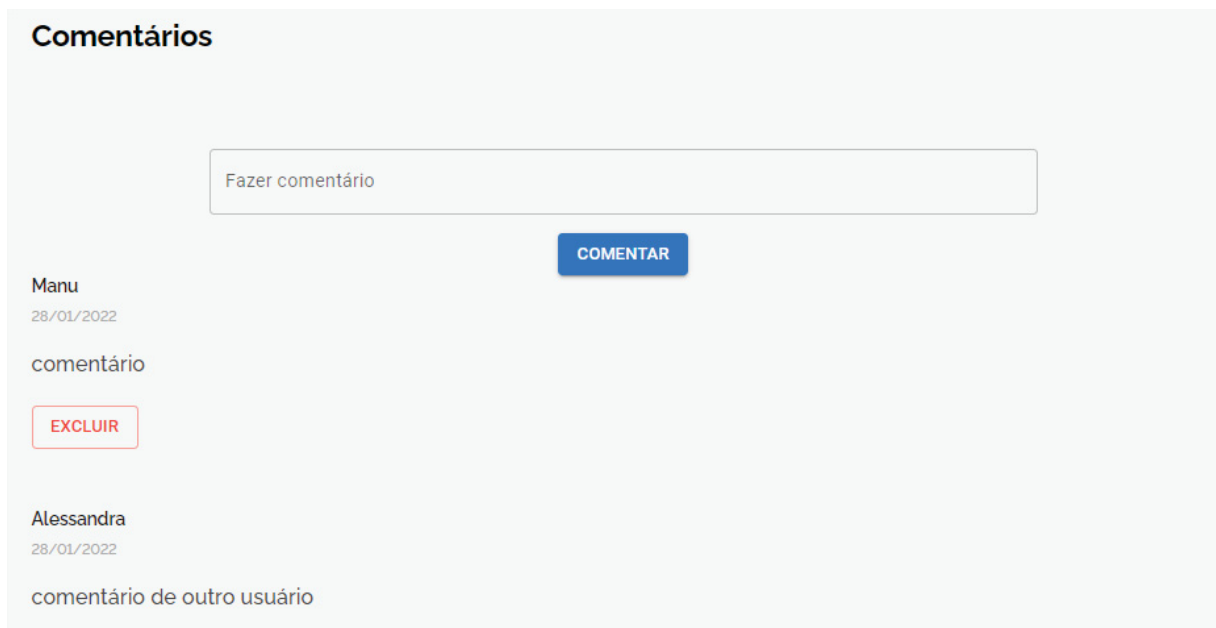 Comentários
Fazer comentário
COMENTAR
Manu
28/01/2022
comentário
EXCLUIR
Alessandra
28/01/2022
comentário de outro usuário